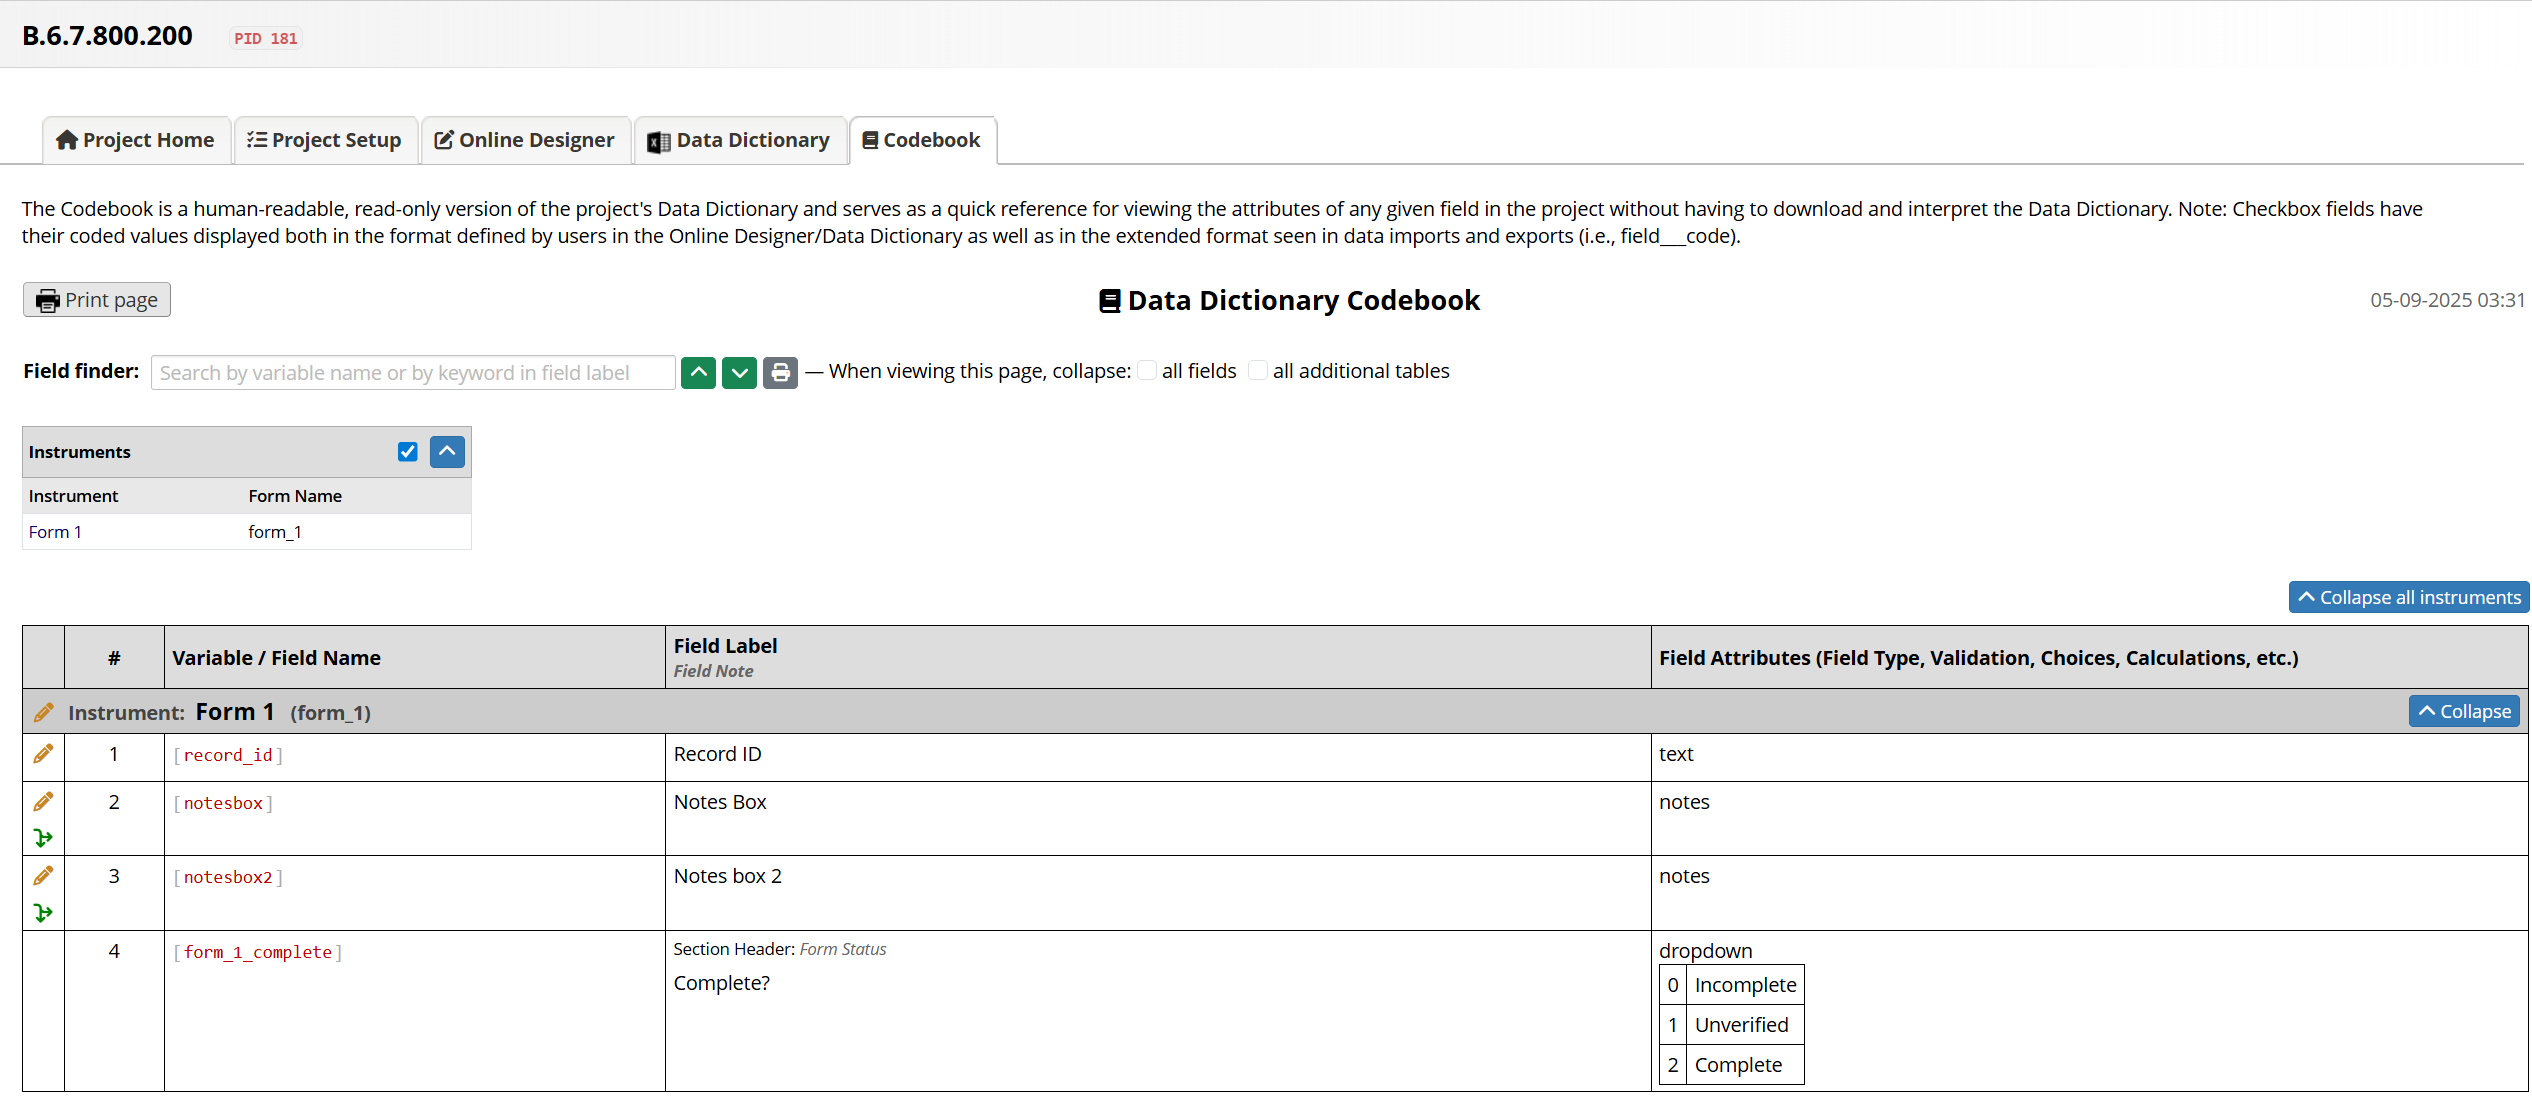 B.6.7.800.200 PID 181
Project Home Project Setup Online Designer Data Dictionary Codebook
The Codebook is a human-readable, read-only version of the project's Data Dictionary and serves as a quick reference for viewing the attributes of any given field in the project without having to download and interpret the Data Dictionary. Note: Checkbox fields have
their coded values displayed both in the format defined by users in the Online Designer/Data Dictionary as well as in the extended format seen in data imports and exports (i.e., field___code).
Print page Data Dictionary Codebook 05-09-2025 03:31
Field finder: Search by variable name or by keyword in field label — When viewing this page, collapse: all fields all additional tables
Instruments
Instrument Form Name
Form 1 form_1
Collapse all instruments
# Variable / Field Name Field Label Field Attributes (Field Type, Validation, Choices, Calculations, etc.)
Field Note
Instrument: Form 1 (form_1) Collapse
1 [record_id] Record ID text
2 [notesbox] Notes Box notes
3 [notesbox2] Notes box 2 notes
4 [form_1_complete] Section Header: Form Status dropdown
Complete?
0 Incomplete
1 Unverified
2 Complete